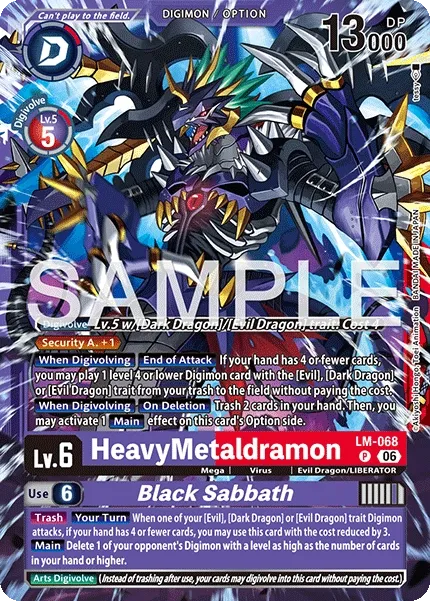 Can't play to the field.
DIGIMON / OPTION
13000 DP
D
Digivolve
Lv.5
5
SAMPLE
Digivolve Lv.5 w/[Dark Dragon]/[Evil Dragon] trait: Cost 4
Security A. +1
When Digivolving End of Attack If your hand has 4 or fewer cards,
you may play 1 level 4 or lower Digimon card with the [Evil], [Dark Dragon]
or [Evil Dragon] trait from your trash to the field without paying the cost.
When Digivolving On Deletion Trash 2 cards in your hand. Then, you
may activate 1 Main effect on this card's Option side.
©Akiyoshi Hongo, Toei Animation BANDAI MADE IN JAPAN
Lv.6 HeavyMetaldramon LM-068
P 06
Mega Virus Evil Dragon/LIBERATOR
Use 6 Black Sabbath
Trash Your Turn When one of your [Evil], [Dark Dragon] or [Evil Dragon] trait Digimon
attacks, if your hand has 4 or fewer cards, you may use this card with the cost reduced by 3.
Main Delete 1 of your opponent's Digimon with a level as high as the number of cards
in your hand or higher.
Arts Digivolve (Instead of trashing after use, your cards may digivolve into this card without paying the cost.)